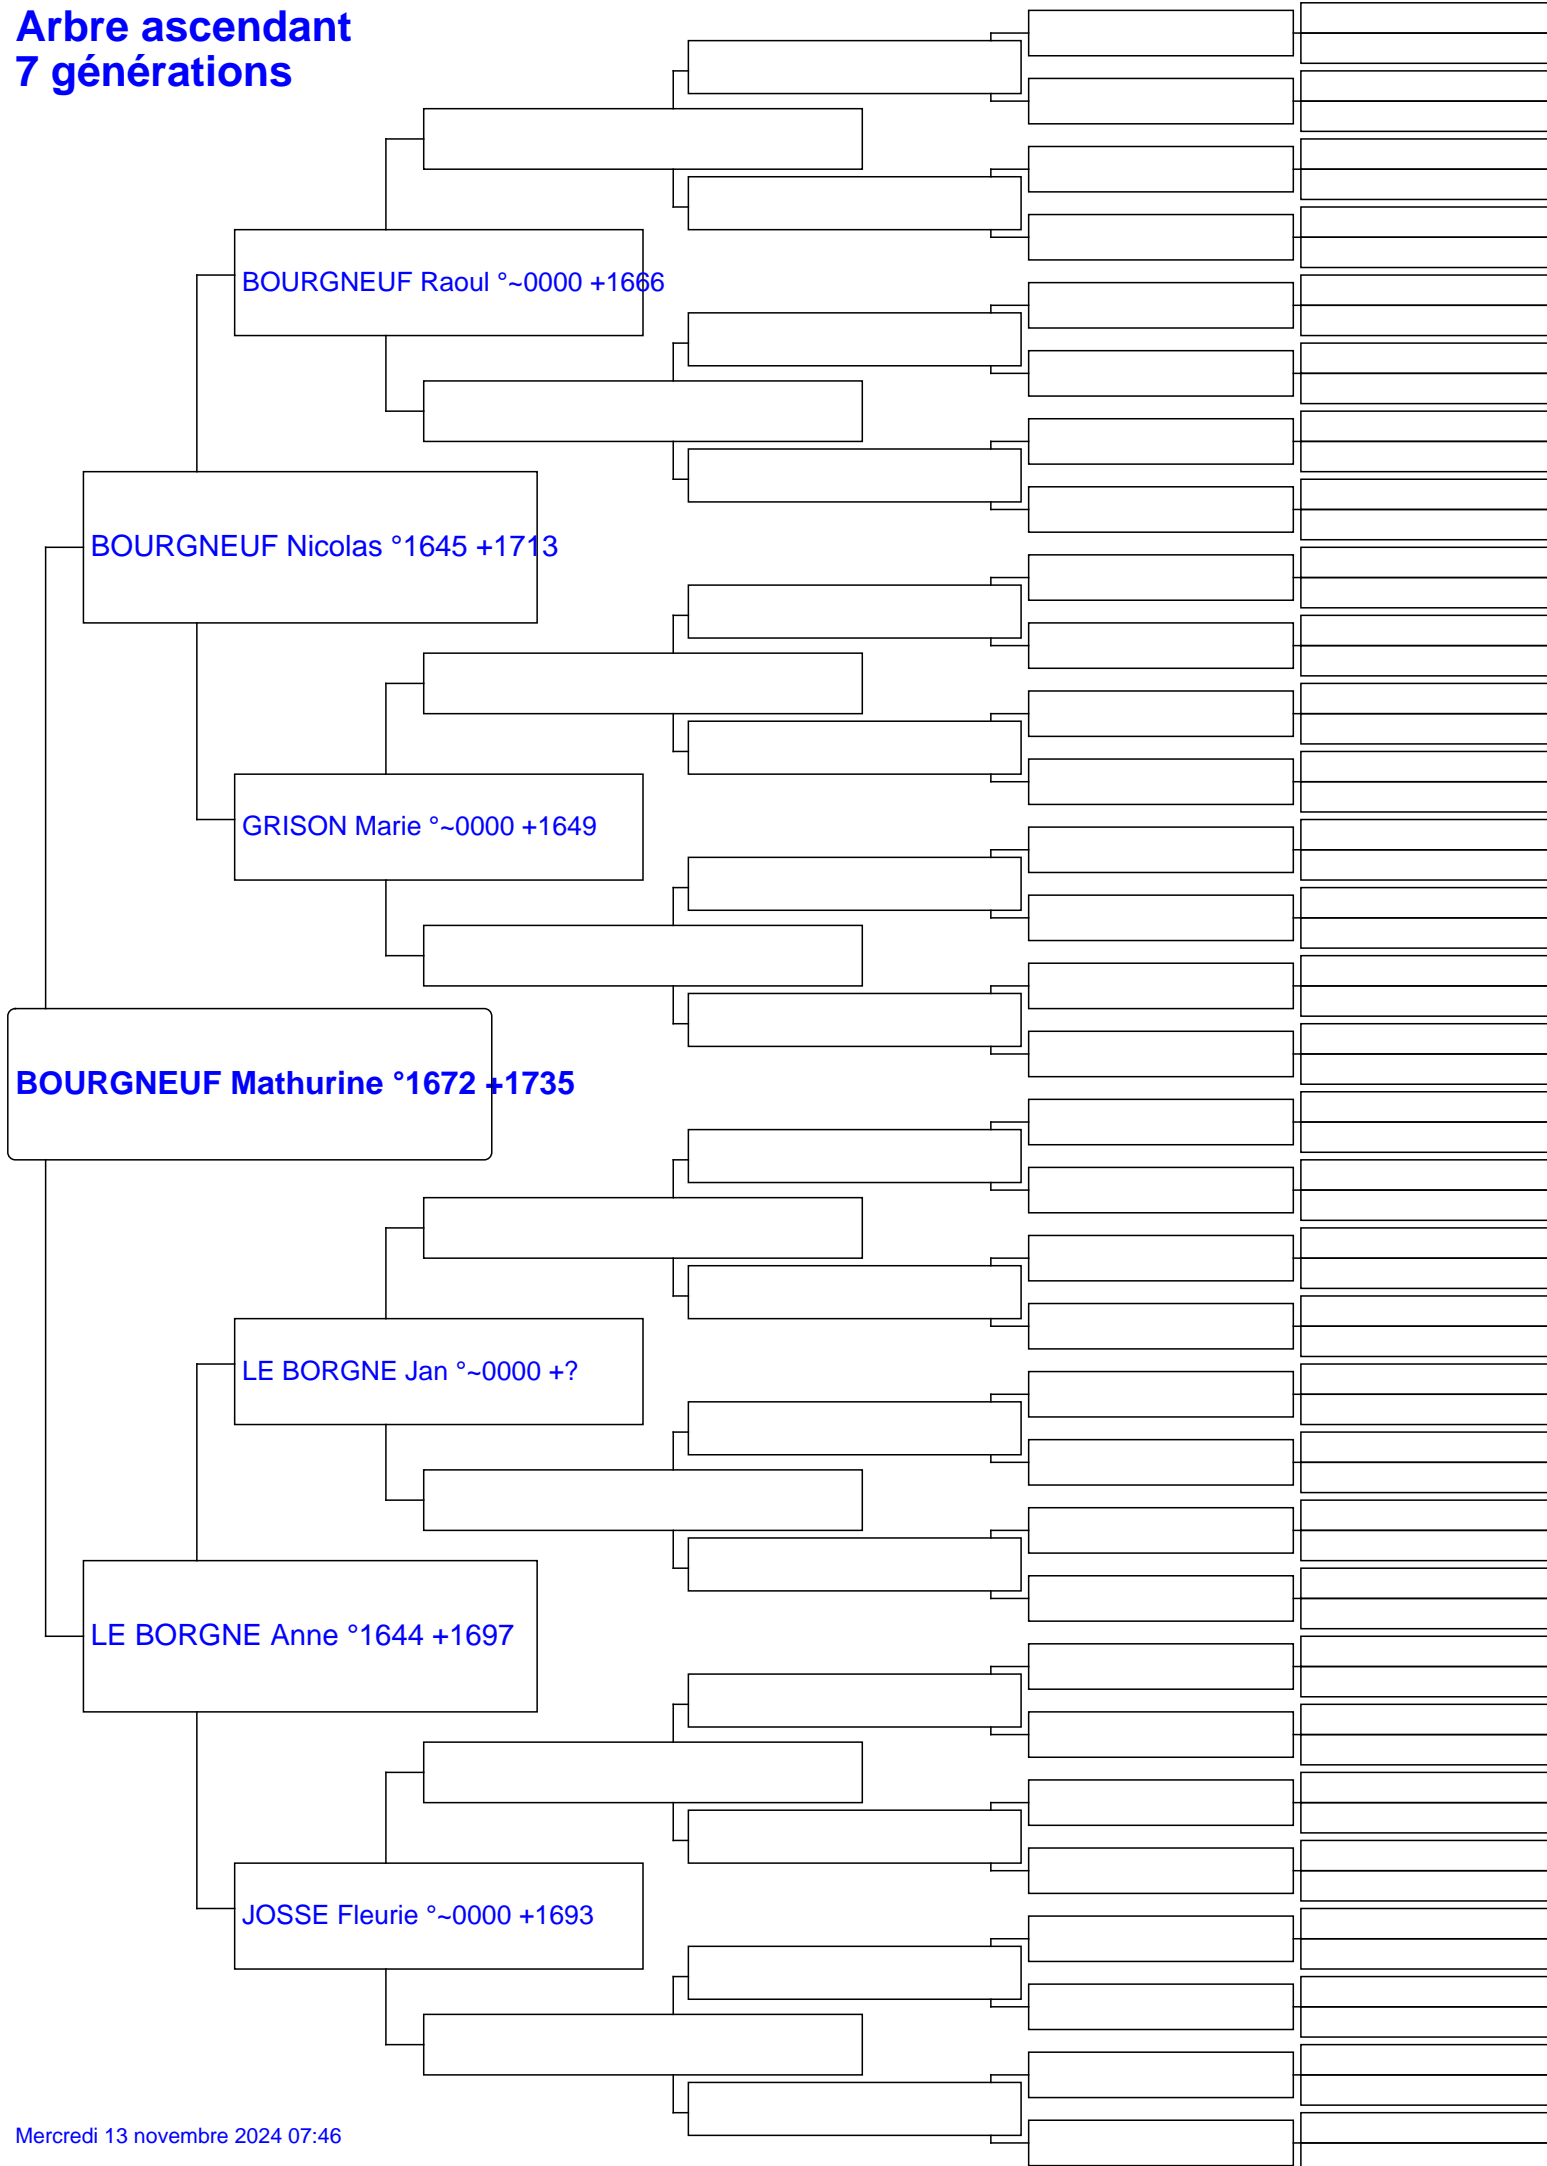 Arbre ascendant
7 générations
BOURGNEUF Raoul °~0000 +1666
BOURGNEUF Nicolas °1645 +1713
GRISON Marie °~0000 +1649
BOURGNEUF Mathurine °1672 +1735
LE BORGNE Jan °~0000 +?
LE BORGNE Anne °1644 +1697
JOSSE Fleurie °~0000 +1693
Mercredi 13 novembre 2024 07:46